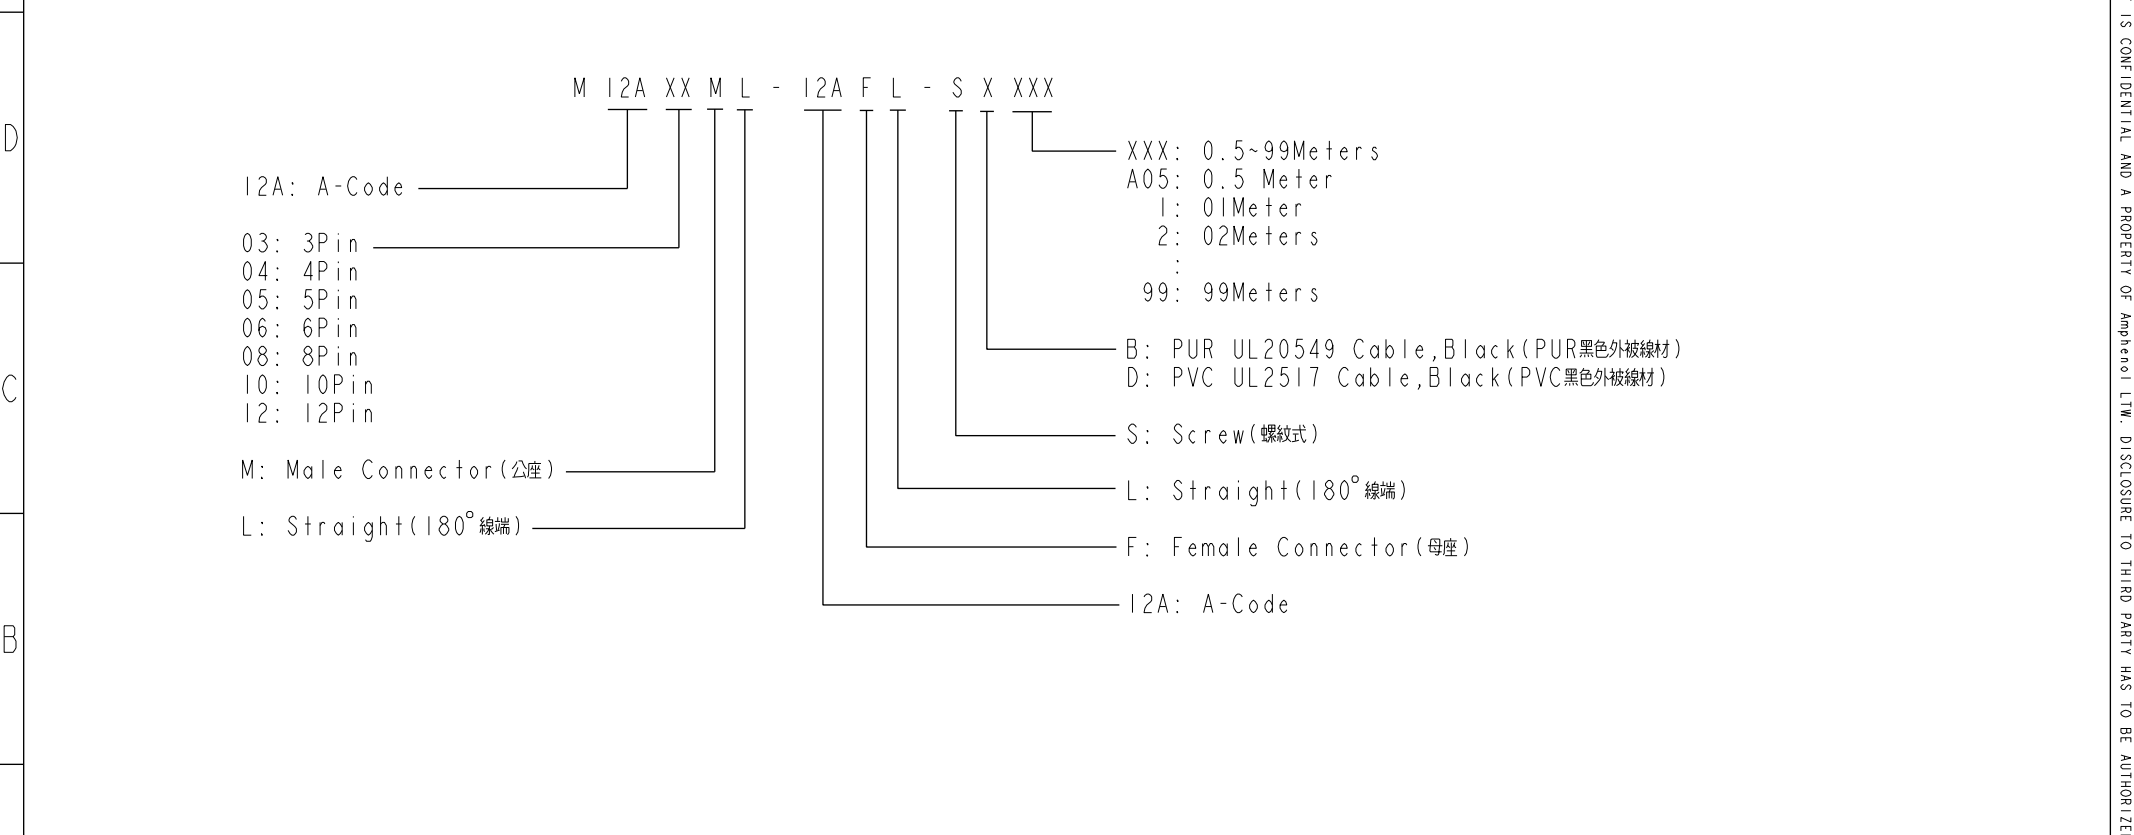 M 12A XX M L - 12A F L - S X XXX
12A: A-Code
03: 3Pin
04: 4Pin
05: 5Pin
06: 6Pin
08: 8Pin
10: 10Pin
12: 12Pin
M: Male Connector(公座)
L: Straight(180°線端)
XXX: 0.5~99Meters
A05: 0.5 Meter
1: 01Meter
2: 02Meters
:
99: 99Meters
B: PUR UL20549 Cable,Black(PUR黑色外被線材)
D: PVC UL2517 Cable,Black(PVC黑色外被線材)
S: Screw(螺紋式)
L: Straight(180°線端)
F: Female Connector(母座)
12A: A-Code
D
C
B
IS CONFIDENTIAL AND A PROPERTY OF Amphenol LTW. DISCLOSURE TO THIRD PARTY HAS TO BE AUTHORIZE